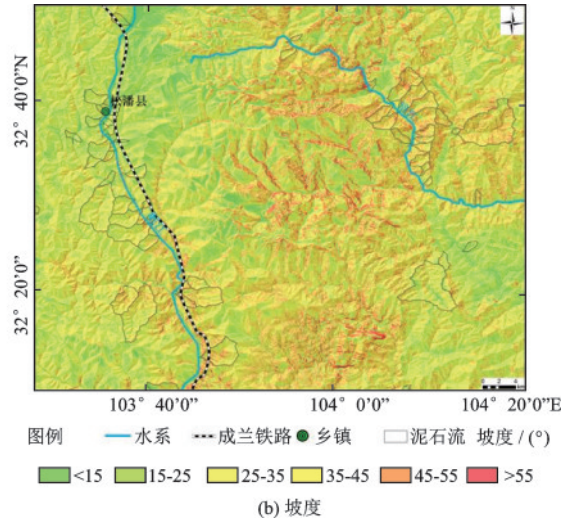 32° 40′0″N
松潘县
32° 20′0″
103° 40′0″
104° 0′0″
104° 20′0″E
图例 水系 成兰铁路 乡镇 泥石流 坡度 / (°)
<15 15-25 25-35 35-45 45-55 >55
(b) 坡度